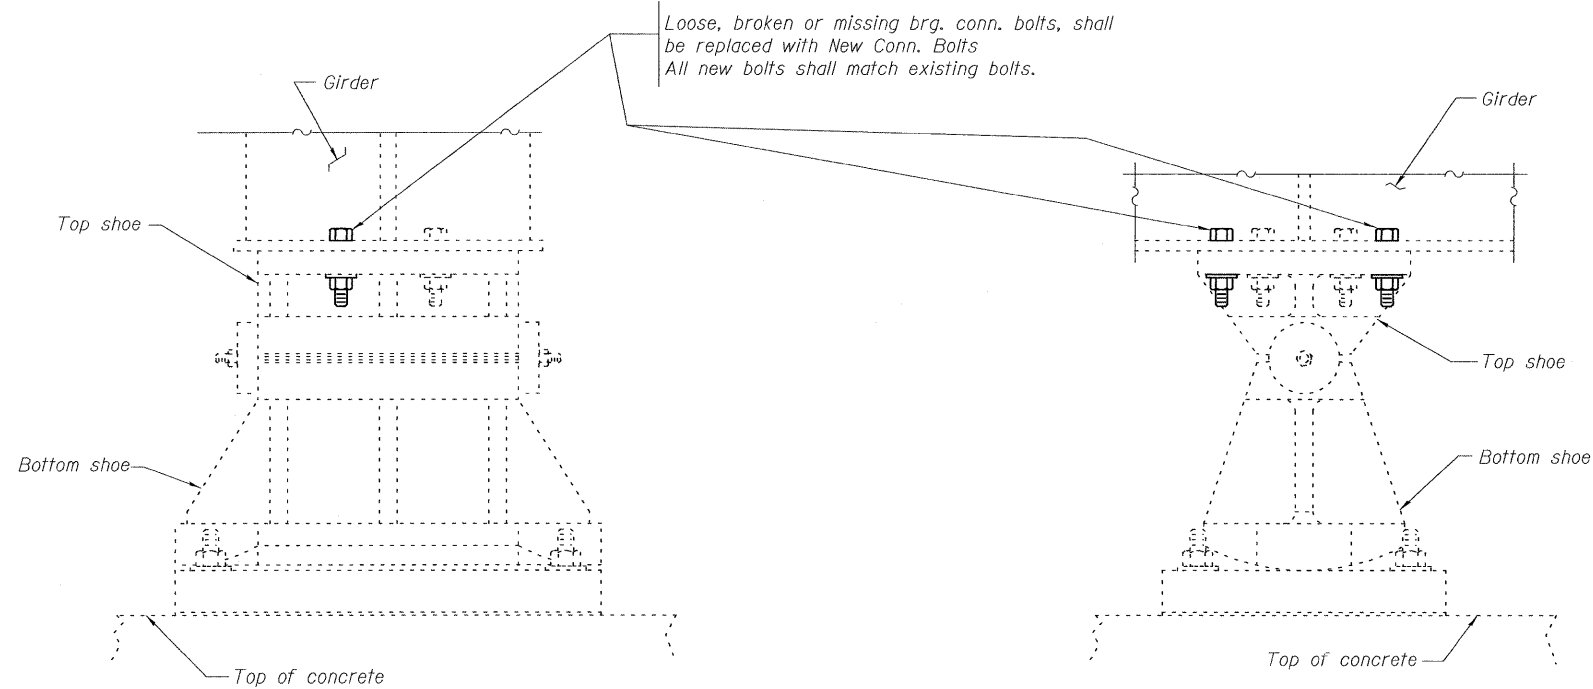 Loose, broken or missing brg. conn. bolts, shall
be replaced with New Conn. Bolts
All new bolts shall match existing bolts.
Girder
Girder
Top shoe
Top shoe
Bottom shoe
Bottom shoe
Top of concrete
Top of concrete